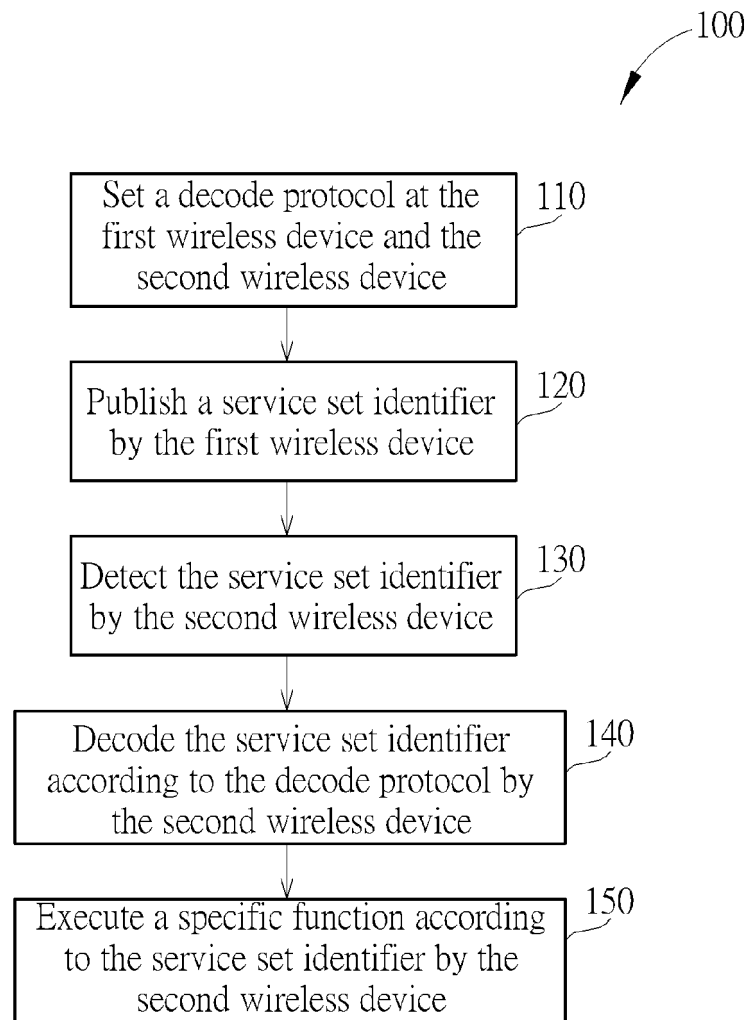 100
Set a decode protocol at the
first wireless device and the
second wireless device
110
Publish a service set identifier
by the first wireless device
120
Detect the service set identifier
by the second wireless device
130
Decode the service set identifier
according to the decode protocol by
the second wireless device
140
Execute a specific function according
to the service set identifier by the
second wireless device
150